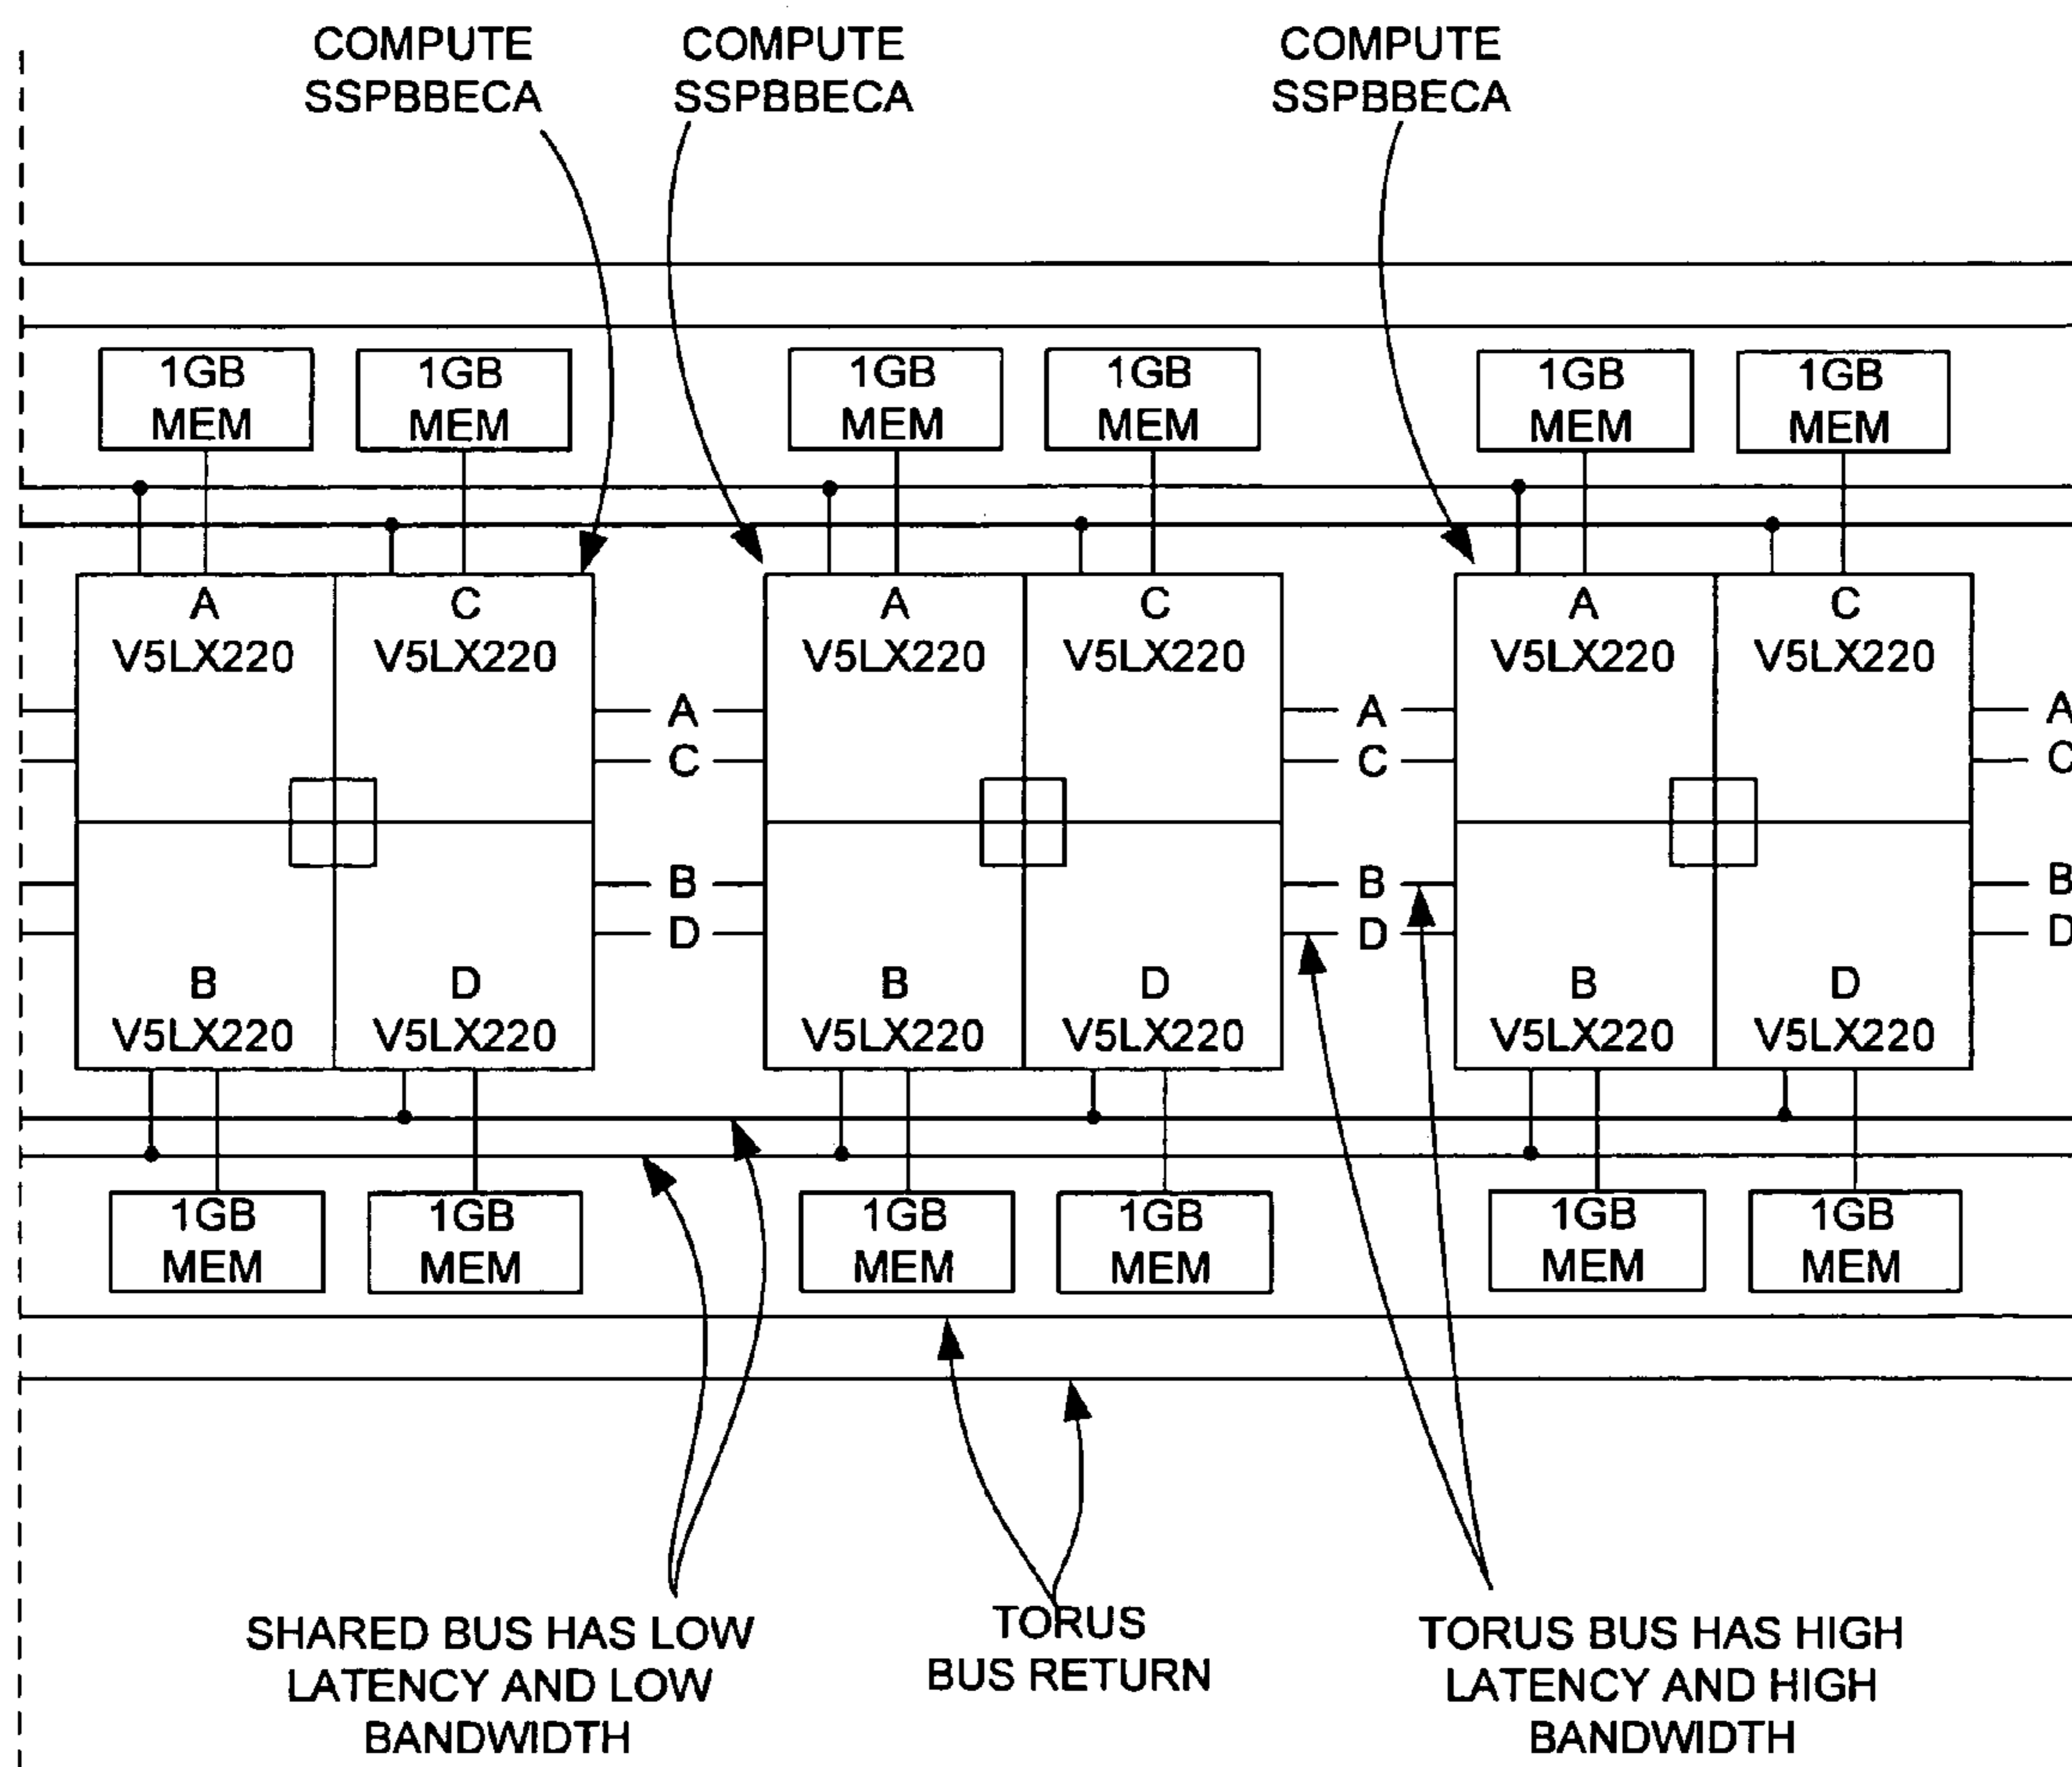 COMPUTE
SSPBBECA
COMPUTE
SSPBBECA
COMPUTE
SSPBBECA
1GB
MEM
1GB
MEM
1GB
MEM
1GB
MEM
1GB
MEM
1GB
MEM
A
V5LX220
C
V5LX220
A
V5LX220
C
V5LX220
A
V5LX220
C
V5LX220
A
C
A
C
A
C
B
D
B
D
B
D
B
V5LX220
D
V5LX220
B
V5LX220
D
V5LX220
B
V5LX220
D
V5LX220
1GB
MEM
1GB
MEM
1GB
MEM
1GB
MEM
1GB
MEM
1GB
MEM
SHARED BUS HAS LOW
LATENCY AND LOW
BANDWIDTH
TORUS
BUS RETURN
TORUS BUS HAS HIGH
LATENCY AND HIGH
BANDWIDTH